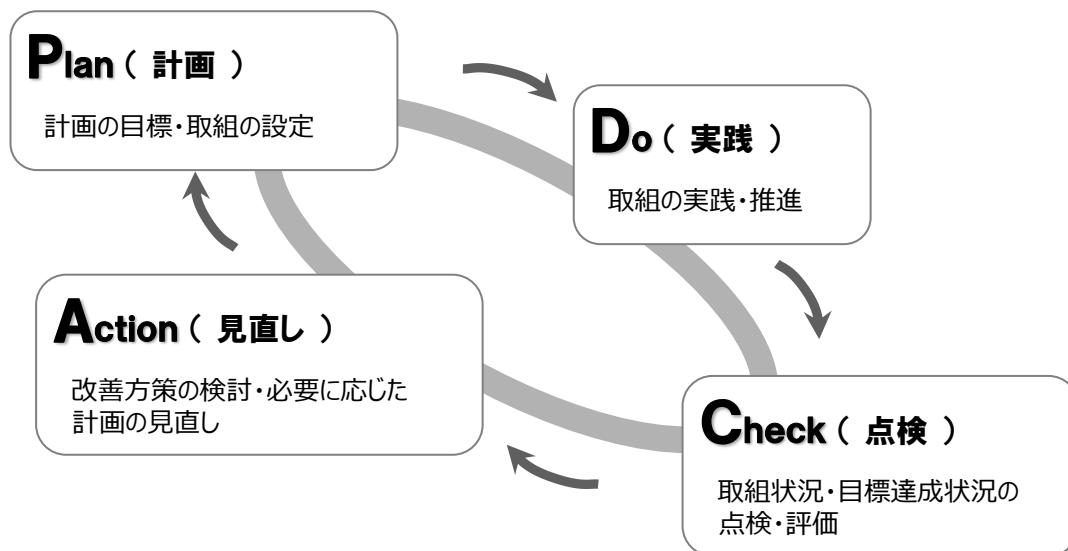 Plan（ 計画 ）
計画の目標・取組の設定
Do（ 実践 ）
取組の実践・推進
Check（ 点検 ）
取組状況・目標達成状況の
点検・評価
Action（ 見直し ）
改善方策の検討・必要に応じた
計画の見直し